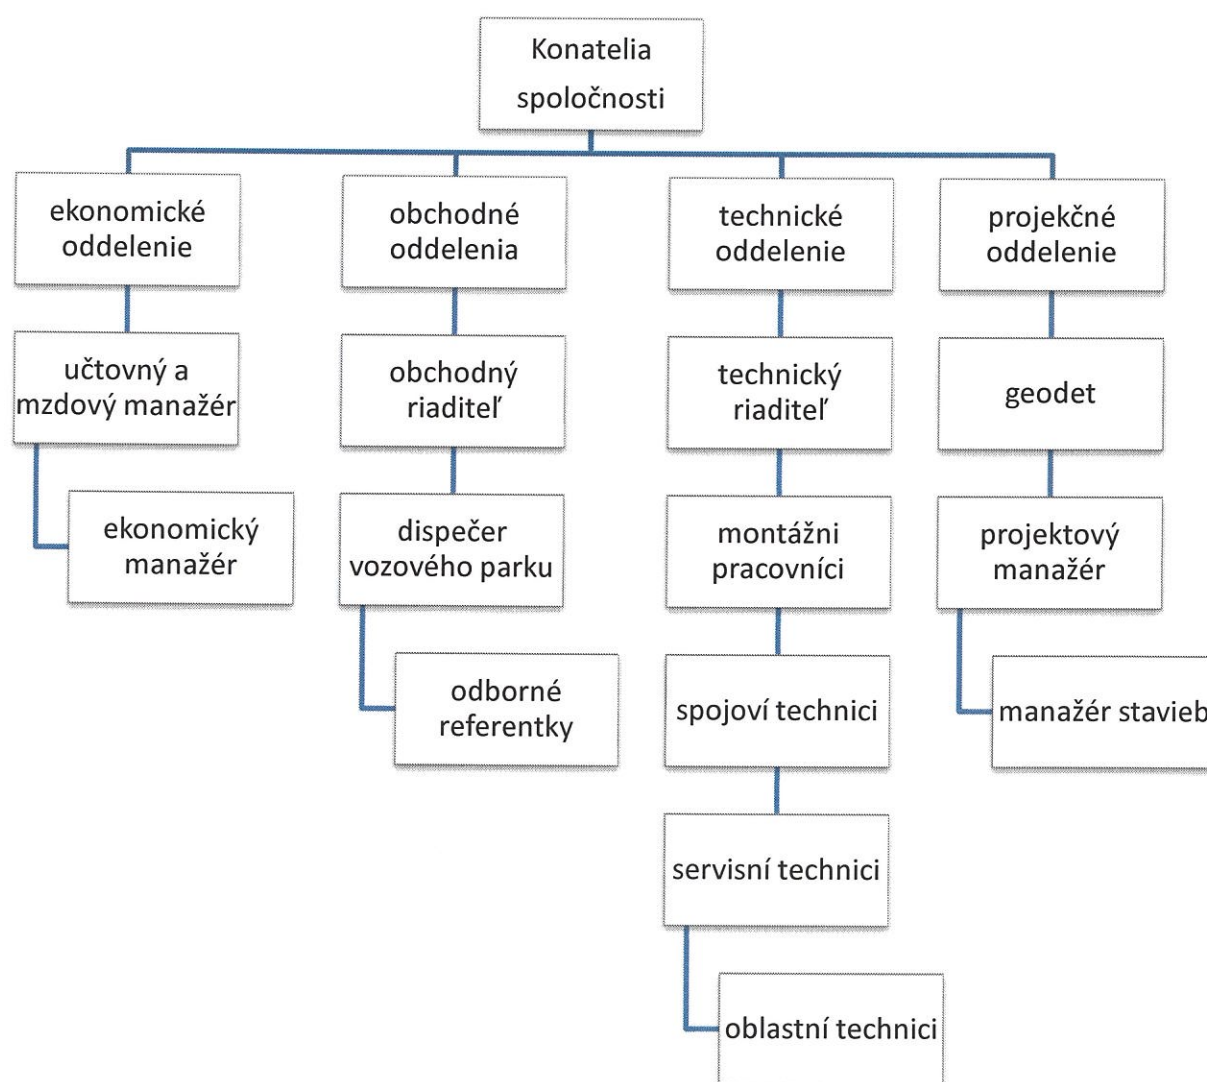 Konatelia
spoločnosti
ekonomické
oddelenie
obchodné
oddelenia
technické
oddelenie
projekčné
oddelenie
učtovný a
mzdový manažér
obchodný
riaditeľ
technický
riaditeľ
geodet
ekonomický
manažér
dispečer
vozového parku
montážni
pracovníci
projektový
manažér
odborné
referentky
spojoví technici
manažér stavieb
servisní technici
oblastní technici